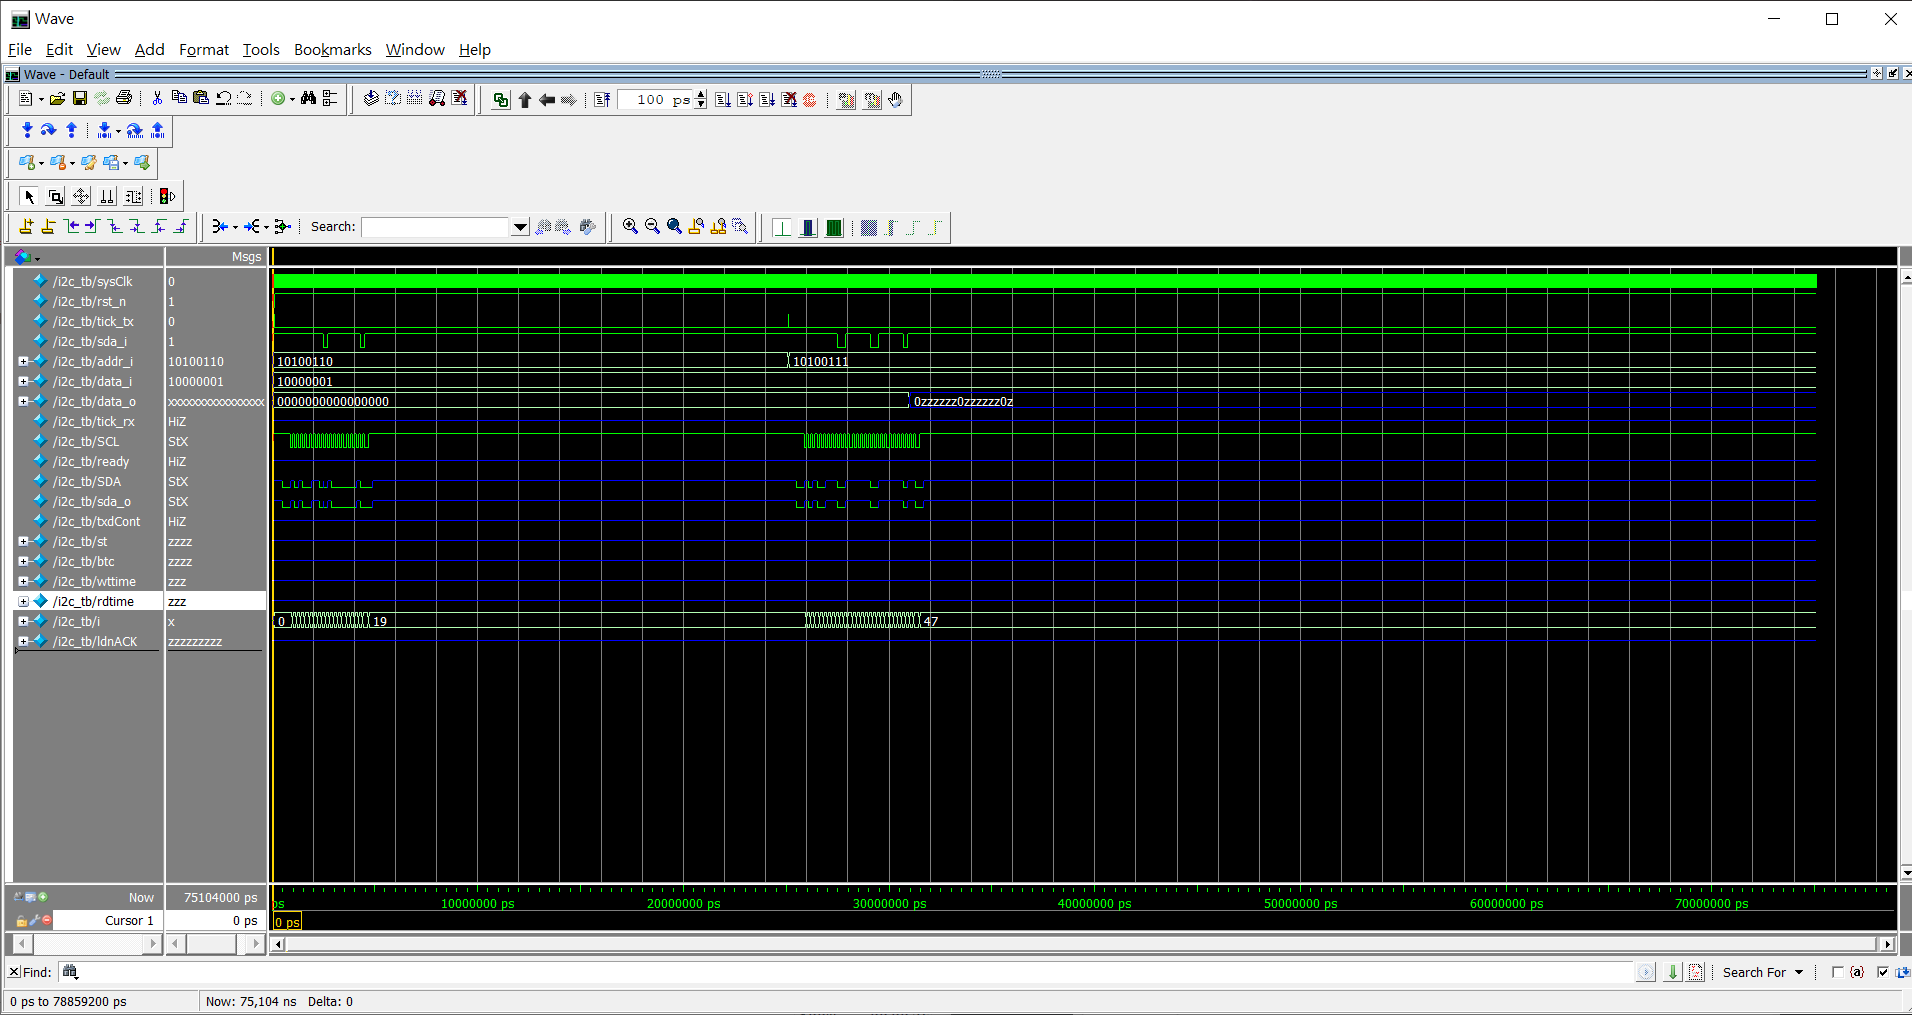 Wave
File Edit View Add Format Tools Bookmarks Window Help
Wave - Default
100 ps
Search:
Msgs
/i2c_tb/sysClk 0
/i2c_tb/rst_n 1
/i2c_tb/tick_tx 0
/i2c_tb/sda_i 1
/i2c_tb/addr_i 10100110 10100110 10100111
/i2c_tb/data_i 10000001 10000001
/i2c_tb/data_o xxxxxxxxxxxxxxxx 0000000000000000 0zzzzzz0zzzzzz0z
/i2c_tb/tick_rx HiZ
/i2c_tb/SCL StX
/i2c_tb/ready HiZ
/i2c_tb/SDA StX
/i2c_tb/sda_o StX
/i2c_tb/txdCont HiZ
/i2c_tb/st zzzz
/i2c_tb/btc zzzz
/i2c_tb/wttime zzz
/i2c_tb/rdtime zzz
/i2c_tb/i x 0 19 47
/i2c_tb/ldnACK zzzzzzzzz
Now 75104000 ps ps 10000000 ps 20000000 ps 30000000 ps 40000000 ps 50000000 ps 60000000 ps 70000000 ps
Cursor 1 0 ps 0 ps
Find: Search For {a}
0 ps to 78859200 ps Now: 75,104 ns Delta: 0